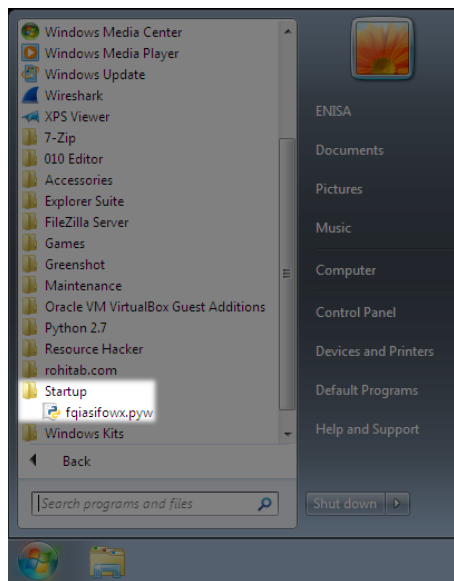 Windows Media Center
Windows Media Player
Windows Update
Wireshark
XPS Viewer
7-Zip
010 Editor
Accessories
Explorer Suite
FileZilla Server
Games
Greenshot
Maintenance
Oracle VM VirtualBox Guest Additions
Python 2.7
Resource Hacker
rohitab.com
Startup
fqiasifowx.pyw
Windows Kits
Back
Search programs and files
ENISA
Documents
Pictures
Music
Computer
Control Panel
Devices and Printers
Default Programs
Help and Support
Shut down